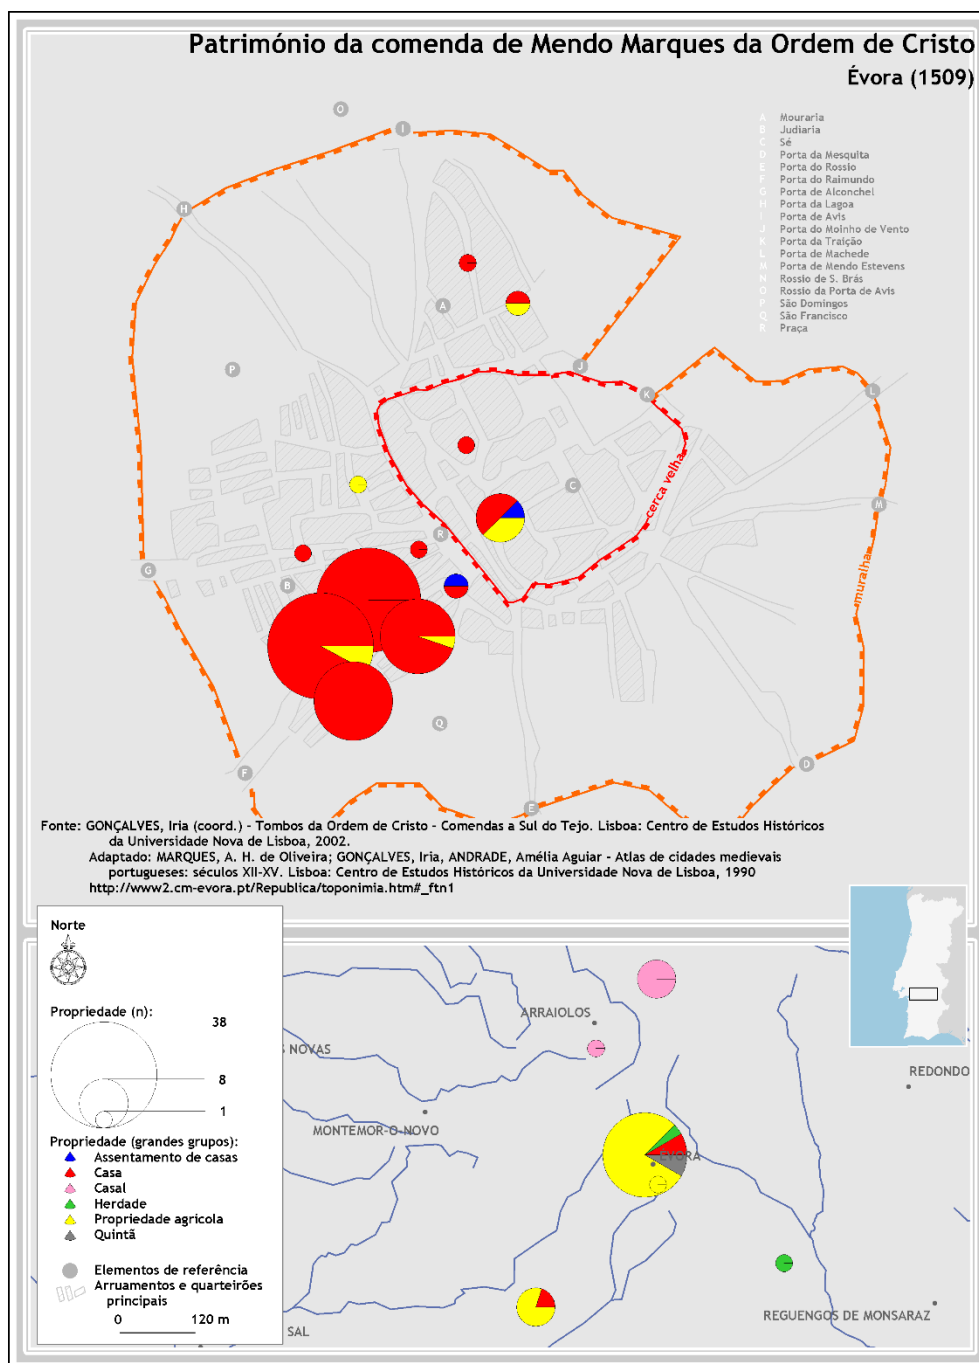 Património da comenda de Mendo Marques da Ordem de Cristo
Évora (1509)
A Mouraria
B Judiaria
C Sé
D Porta da Mesquita
E Porta do Rossio
F Porta do Raimundo
G Porta de Alconchel
H Porta da Lagoa
I Porta de Avis
J Porta do Moinho de Vento
K Porta da Traição
L Porta de Machede
M Porta de Mendo Estevens
N Rossio de S. Brás
O Rossio da Porta de Avis
P São Domingos
Q São Francisco
R Praça
O
I
H
A
J
P
K
L
C
M
R
G
B
Q
F
D
E
cerca velha
muralha
Fonte: GONÇALVES, Iria (coord.) - Tombos da Ordem de Cristo - Comendas a Sul do Tejo. Lisboa: Centro de Estudos Históricos
da Universidade Nova de Lisboa, 2002.
Adaptado: MARQUES, A. H. de Oliveira; GONÇALVES, Iria, ANDRADE, Amélia Aguiar - Atlas de cidades medievais
portugueses: séculos XII-XV. Lisboa: Centro de Estudos Históricos da Universidade Nova de Lisboa, 1990
http://www2.cm-evora.pt/Republica/toponimia.htm#_ftn1
Norte
Propriedade (n):
38
8
1
Propriedade (grandes grupos):
Assentamento de casas
Casa
Casal
Herdade
Propriedade agrícola
Quintã
Elementos de referência
Arruamentos e quarteirões
principais
0 120 m
ARRAIOLOS
S NOVAS
REDONDO
MONTEMOR-O-NOVO
ÉVORA
REGUENGOS DE MONSARAZ
SAL